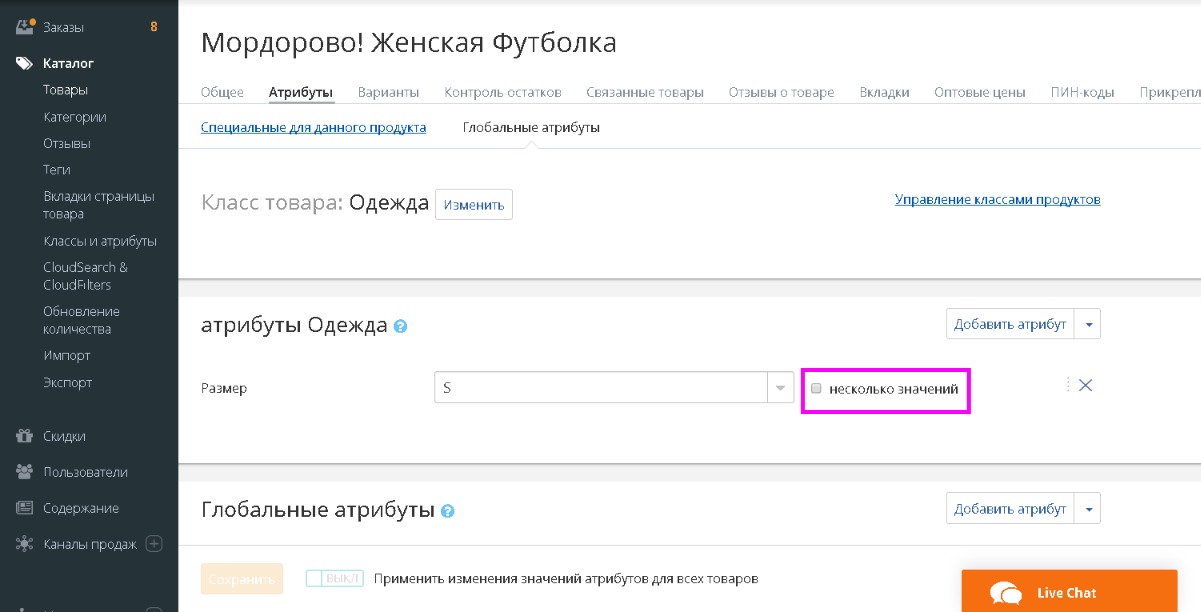 Заказы 8
Каталог
Товары
Категории
Отзывы
Теги
Вкладки страницы
товара
Классы и атрибуты
CloudSearch &
CloudFilters
Обновление
количества
Импорт
Экспорт
Скидки
Пользователи
Содержание
Каналы продаж
Мордорово! Женская Футболка
Общее Атрибуты Варианты Контроль остатков Связанные товары Отзывы о товаре Вкладки Оптовые цены ПИН-коды Прикрепл
Специальные для данного продукта Глобальные атрибуты
Класс товара: Одежда Изменить Управление классами продуктов
атрибуты Одежда ? Добавить атрибут
Размер S несколько значений
Глобальные атрибуты ? Добавить атрибут
Сохранить ВЫКЛ Применить изменения значений атрибутов для всех товаров
Live Chat